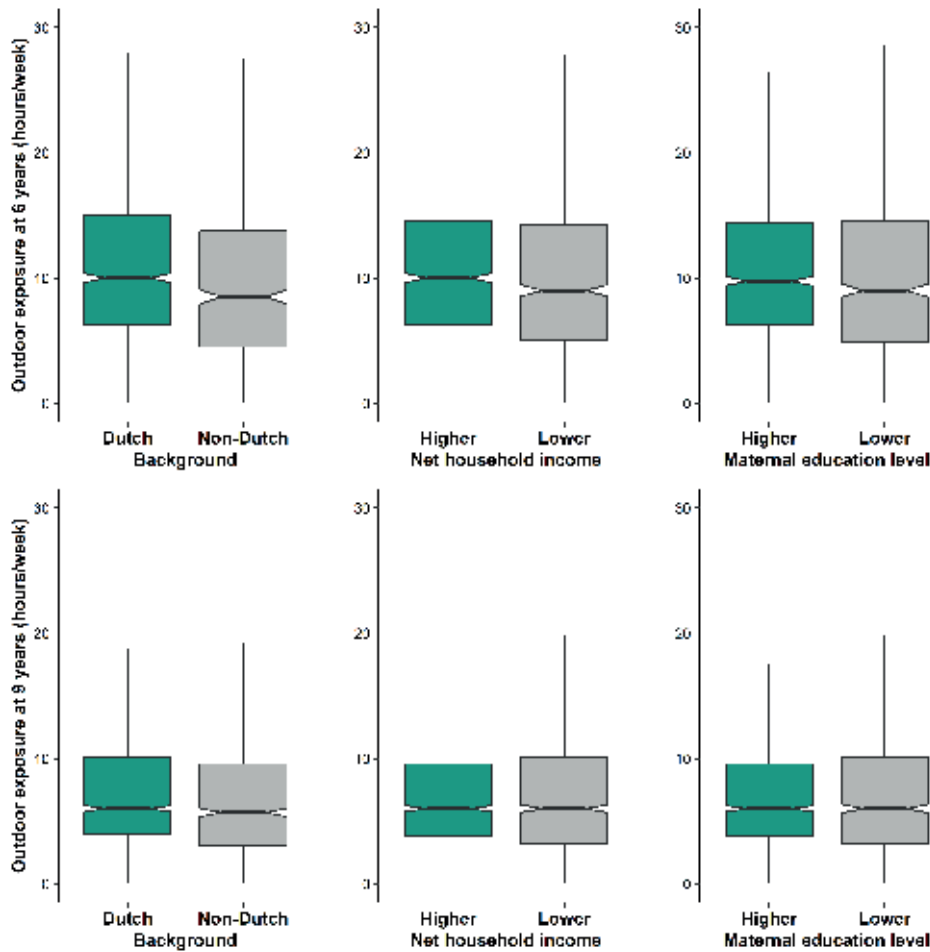 Outdoor exposure at 6 years (hours/week)
30
20
10
0
Dutch Non-Dutch
Background
30
20
10
0
Higher Lower
Net household income
30
20
10
0
Higher Lower
Maternal education level
Outdoor exposure at 9 years (hours/week)
30
20
10
0
Dutch Non-Dutch
Background
30
20
10
0
Higher Lower
Net household income
30
20
10
0
Higher Lower
Maternal education level